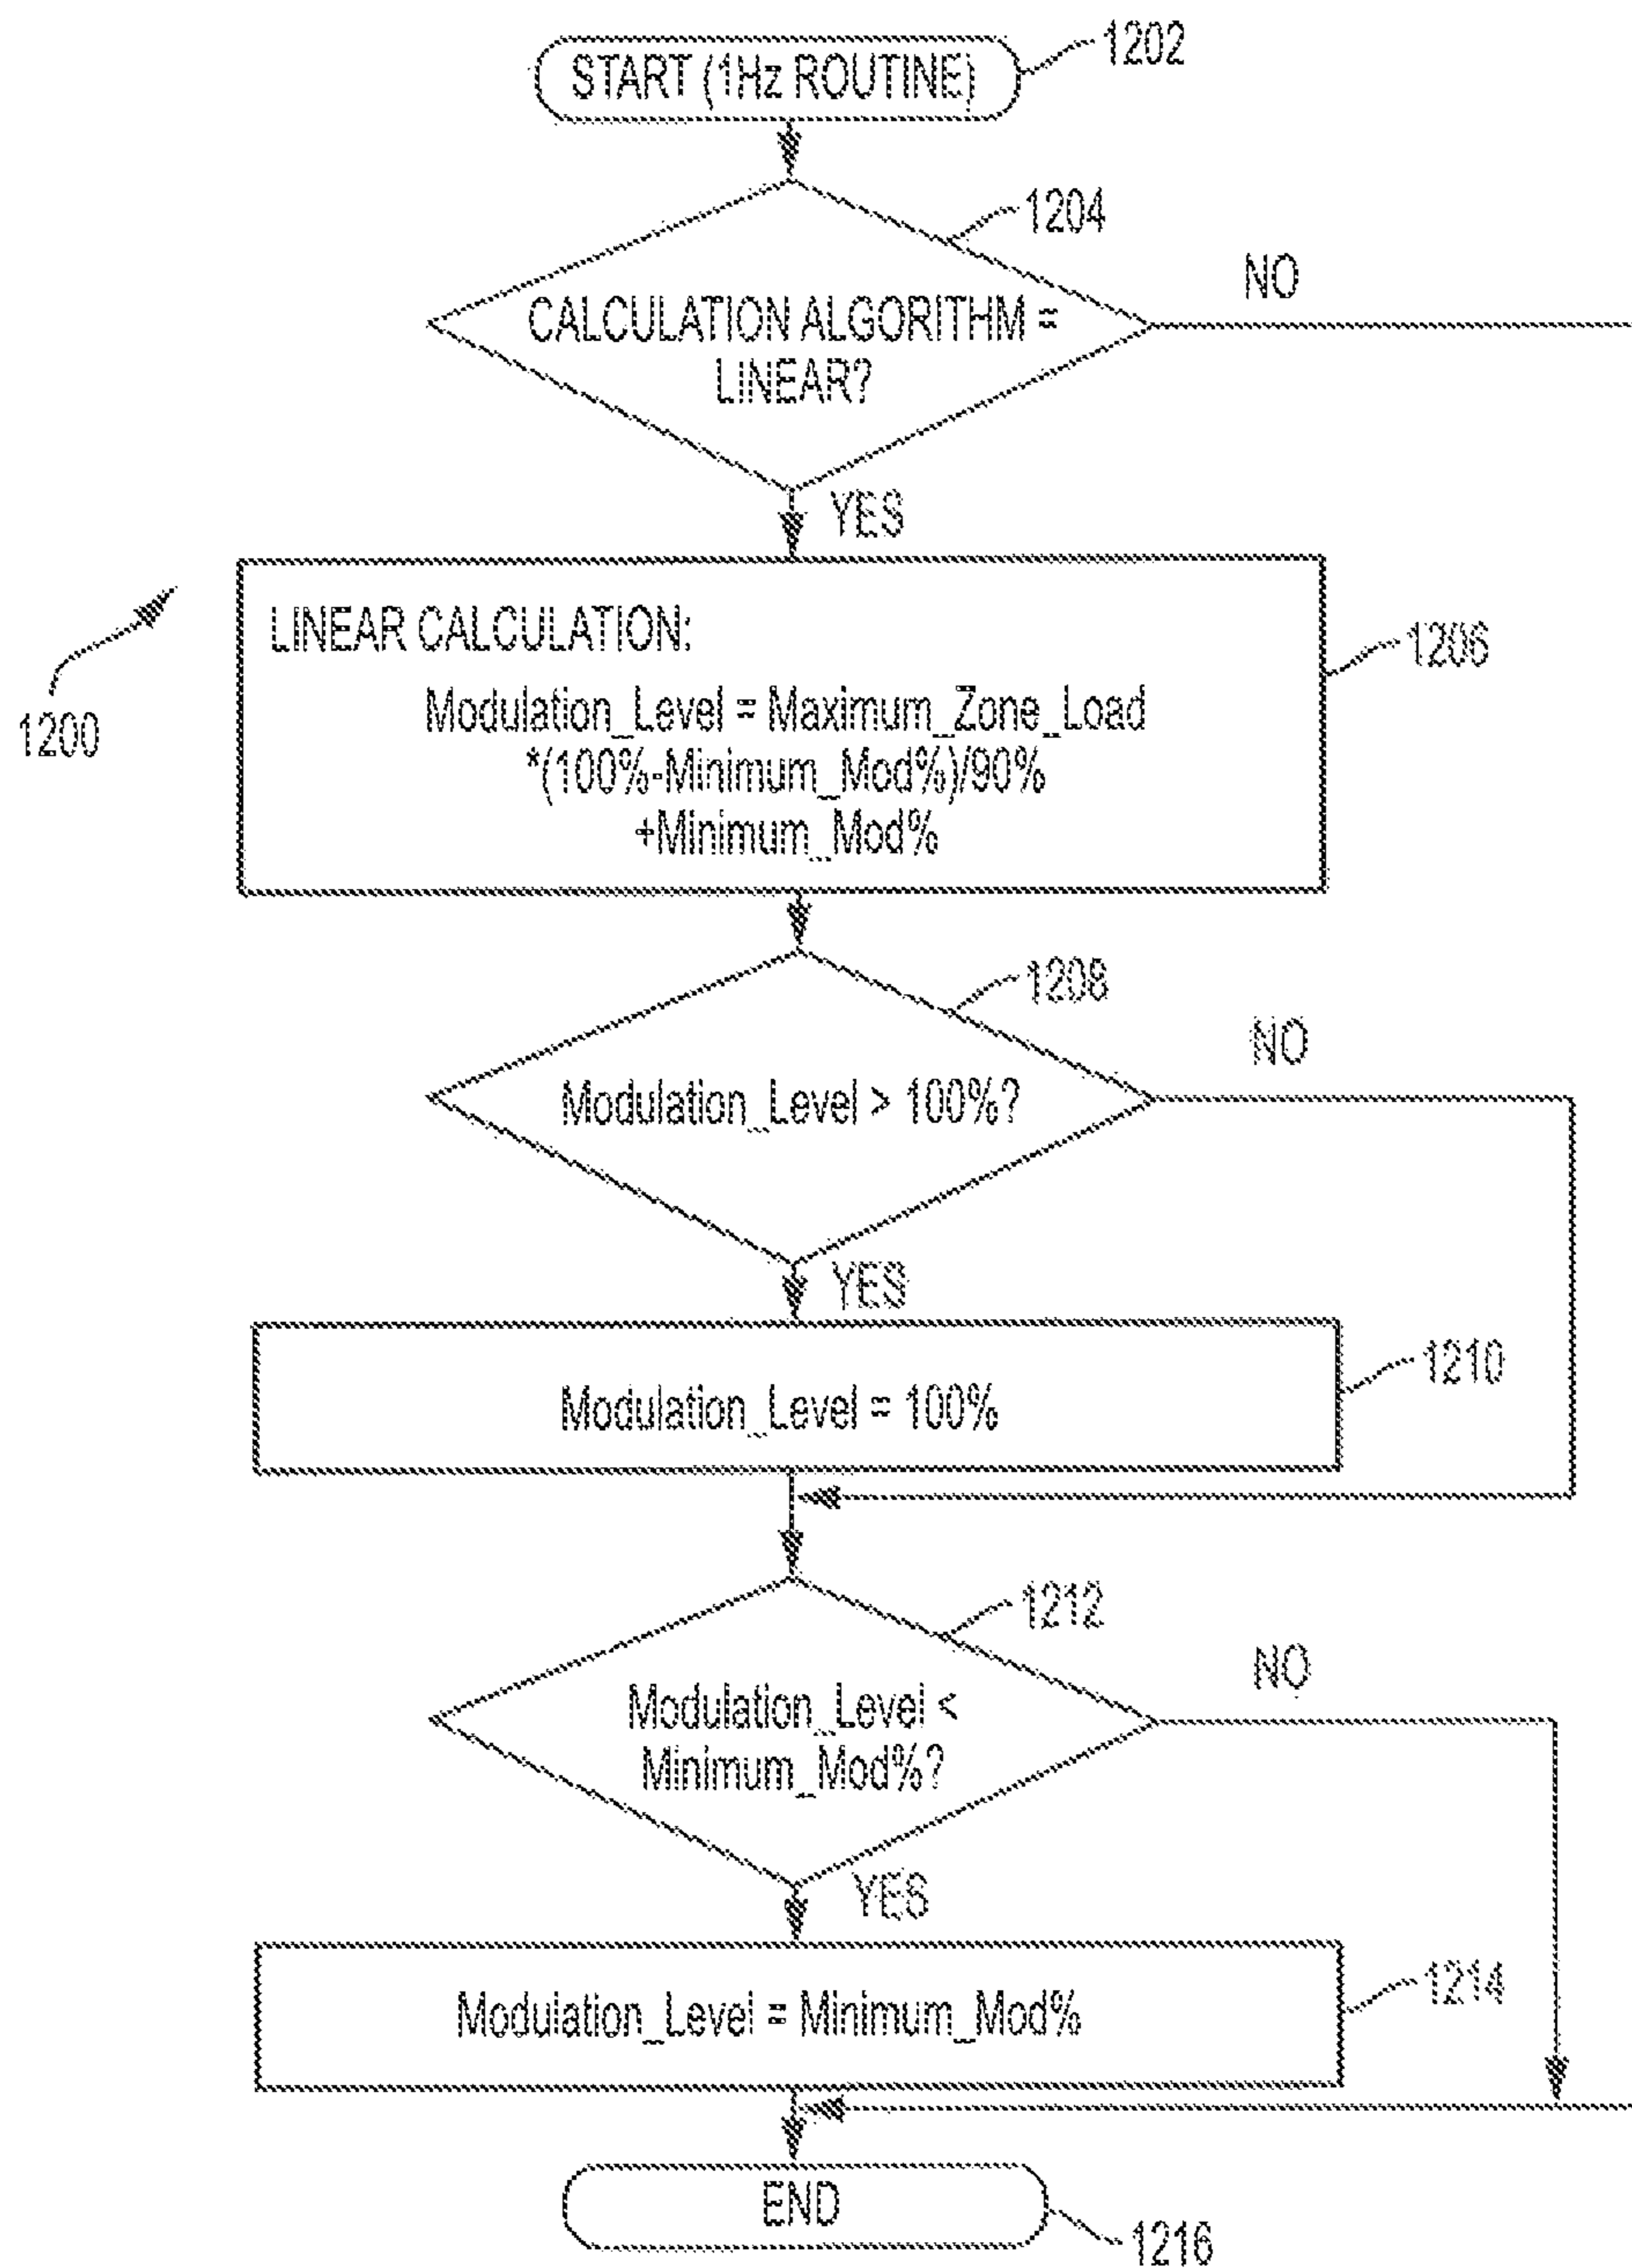 START (1Hz ROUTINE)
1202
1204
CALCULATION ALGORITHM =
LINEAR?
NO
YES
1200
LINEAR CALCULATION:
Modulation_Level = Maximum_Zone_Load
*(100%-Minimum_Mod%)/90%
+Minimum_Mod%
1206
1208
Modulation_Level > 100%?
NO
YES
Modulation_Level = 100%
1210
1212
Modulation_Level <
Minimum_Mod%?
NO
YES
Modulation_Level = Minimum_Mod%
1214
END
1216